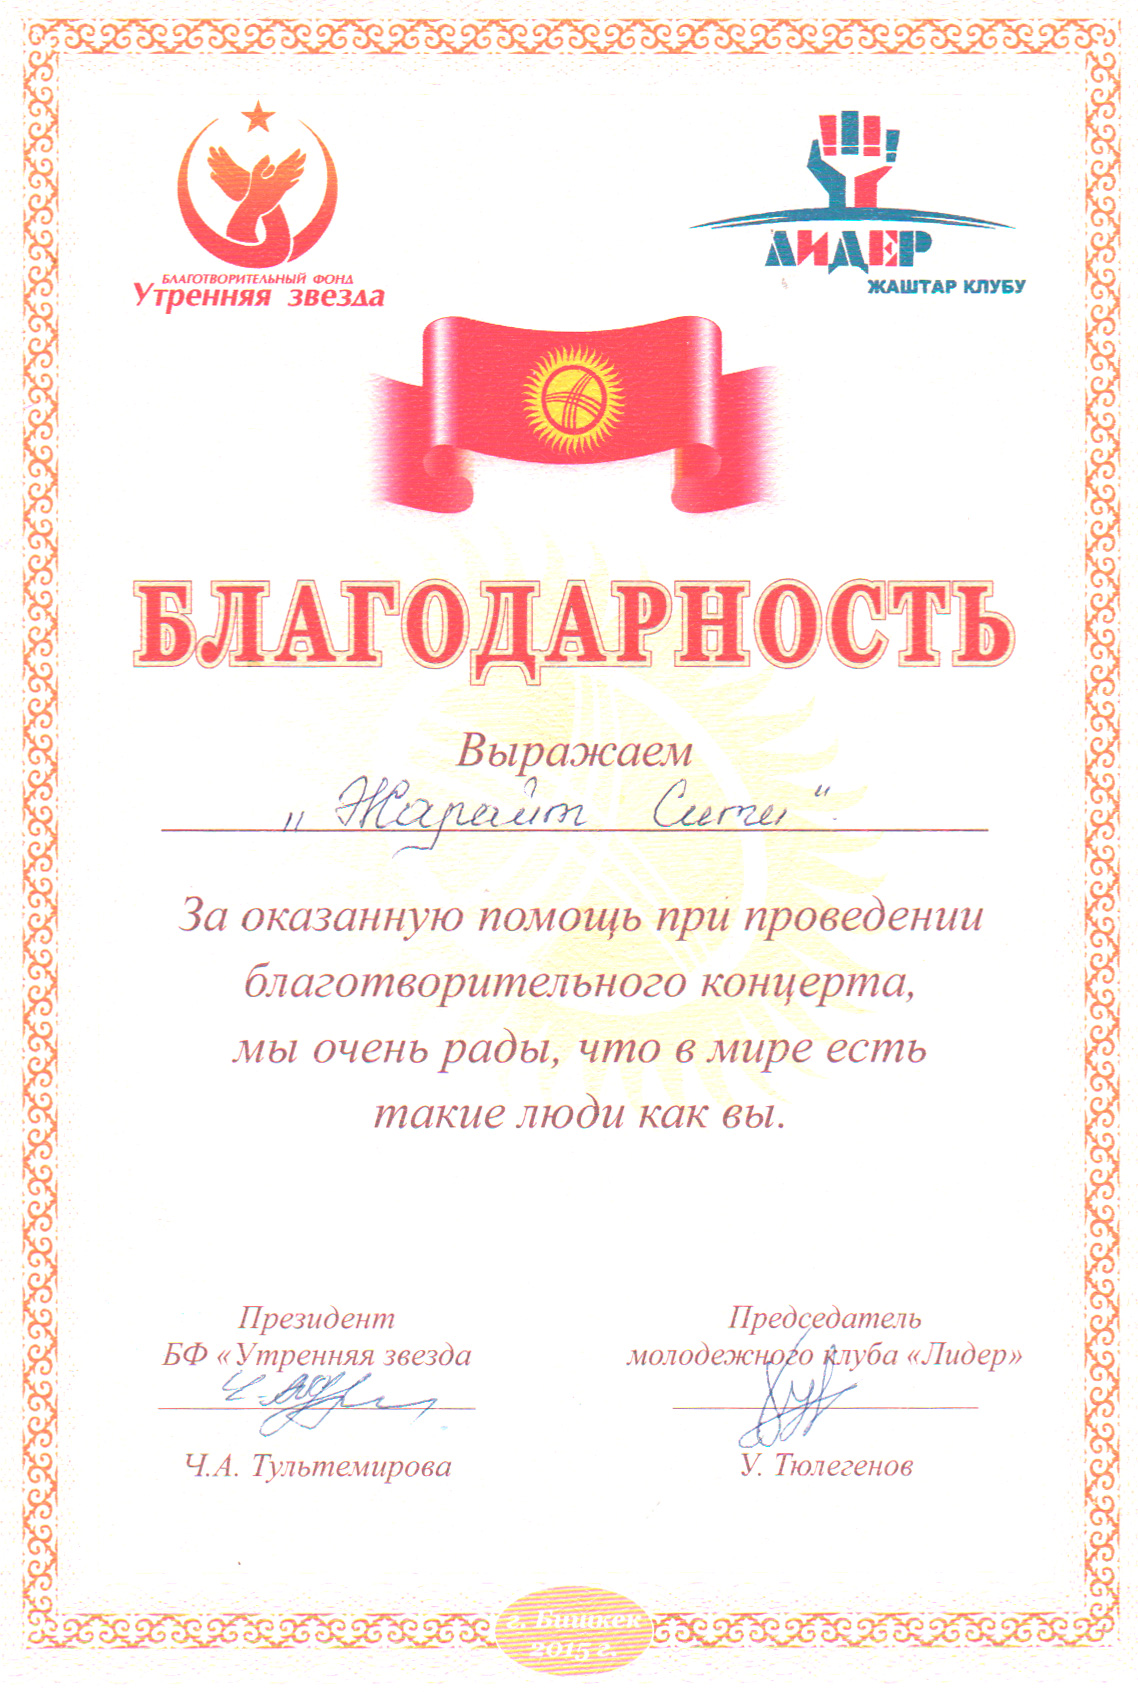 БЛАГОТВОРИТЕЛЬНЫЙ ФОНД
Утренняя звезда
ЛИДЕР
ЖАШТАР КЛУБУ
БЛАГОДАРНОСТЬ
Выражаем
„Жарайт Сити“
За оказанную помощь при проведении
благотворительного концерта,
мы очень рады, что в мире есть
такие люди как вы.
Президент
БФ «Утренняя звезда
Ч.А. Тультемирова
Председатель
молодежного клуба «Лидер»
У. Тюлегенов
г. Бишкек
2015 г.